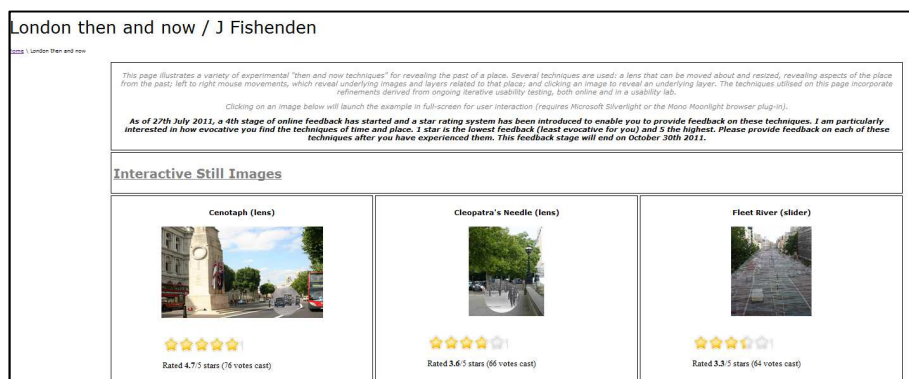 London then and now / J Fishenden
home \ London then and now
This page illustrates a variety of experimental "then and now techniques" for revealing the past of a place. Several techniques are used: a lens that can be moved about and resized, revealing aspects of the place
from the past; left to right mouse movements, which reveal underlying images and layers related to that place; and clicking an image to reveal an underlying layer. The techniques utilised on this page incorporate
refinements derived from ongoing iterative usability testing, both online and in a usability lab.
Clicking on an image below will launch the example in full-screen for user interaction (requires Microsoft Silverlight or the Mono Moonlight browser plug-in).
As of 27th July 2011, a 4th stage of online feedback has started and a star rating system has been introduced to enable you to provide feedback on these techniques. I am particularly
interested in how evocative you find the techniques of time and place. 1 star is the lowest feedback (least evocative for you) and 5 the highest. Please provide feedback on each of these
techniques after you have experienced them. This feedback stage will end on October 30th 2011.
Interactive Still Images
Cenotaph (lens)
Cleopatra's Needle (lens)
Fleet River (slider)
Rated 4.7/5 stars (76 votes cast)
Rated 3.6/5 stars (66 votes cast)
Rated 3.3/5 stars (64 votes cast)